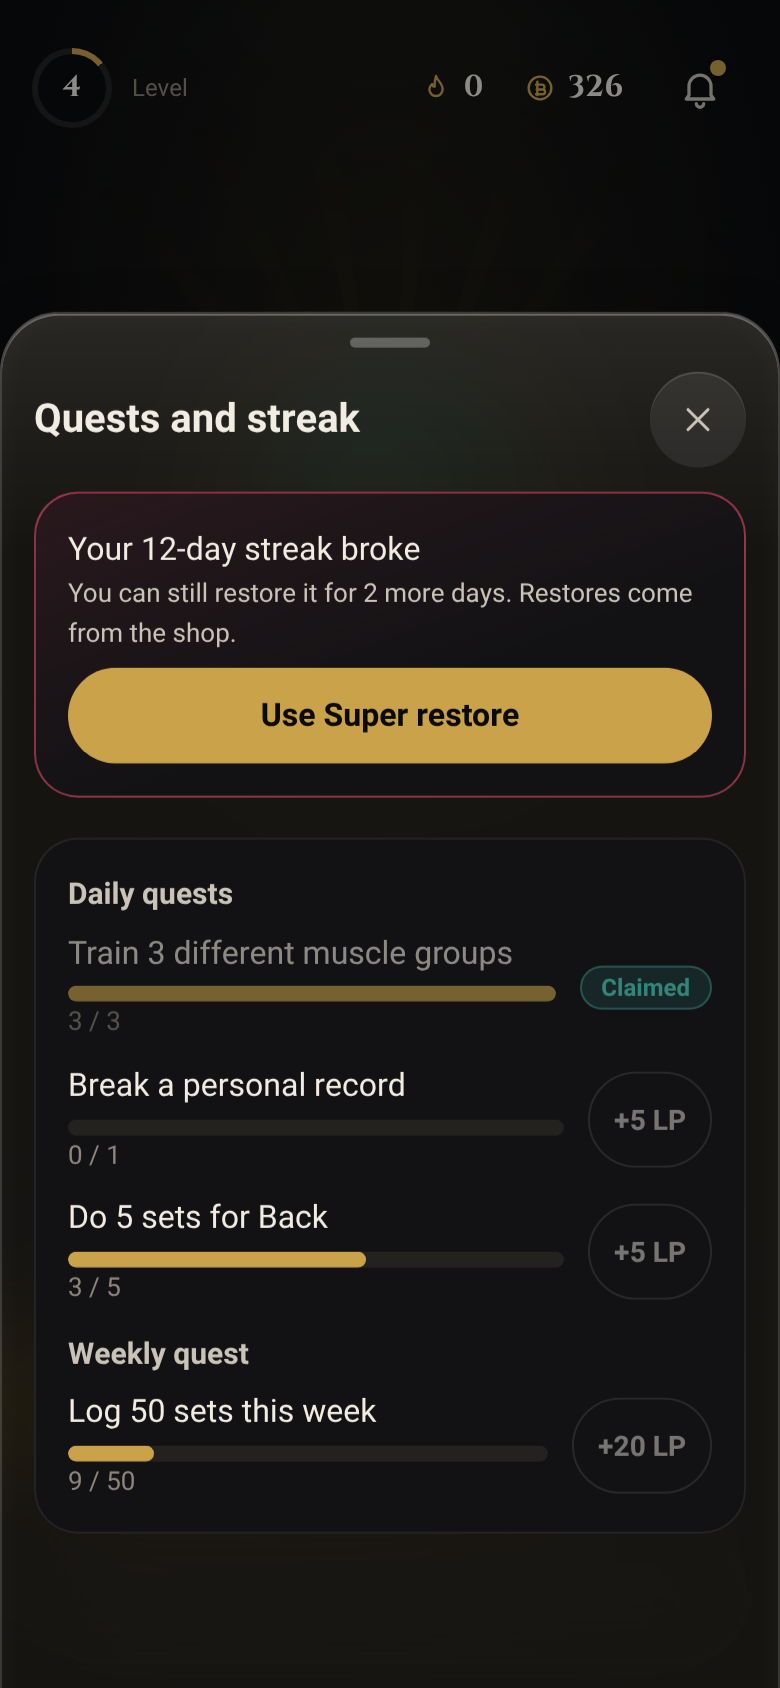 4 Level 0 326
Quests and streak
Your 12-day streak broke
You can still restore it for 2 more days. Restores come
from the shop.
Use Super restore
Daily quests
Train 3 different muscle groups
Claimed
3 / 3
Break a personal record
+5 LP
0 / 1
Do 5 sets for Back
+5 LP
3 / 5
Weekly quest
Log 50 sets this week
+20 LP
9 / 50